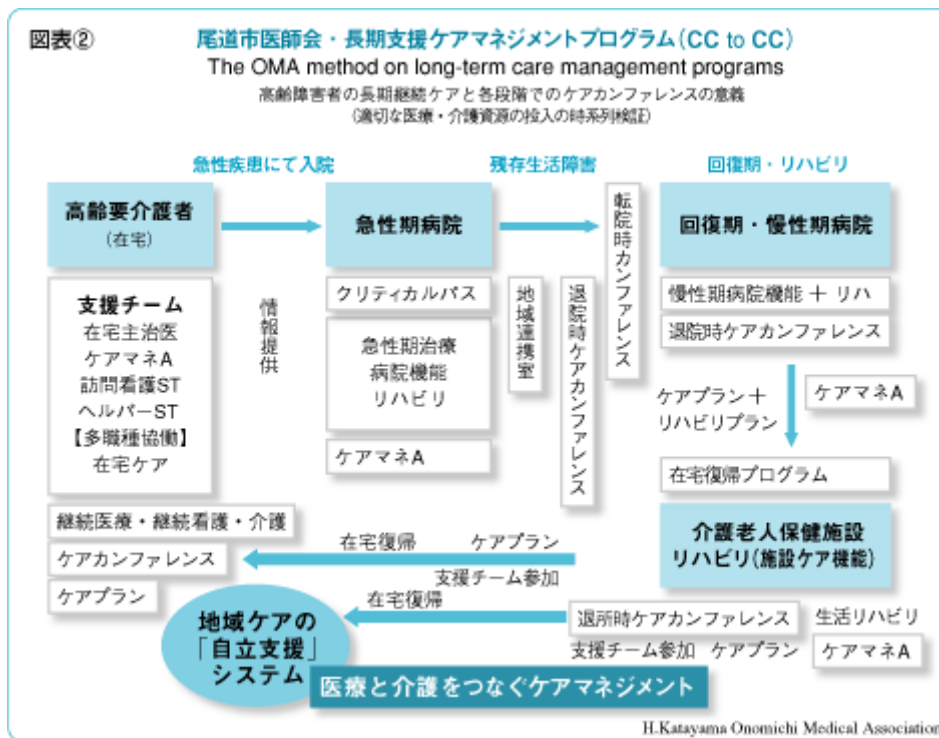 図表②
尾道市医師会・長期支援ケアマネジメントプログラム(CC to CC)
The OMA method on long-term care management programs
高齢障害者の長期継続ケアと各段階でのケアカンファレンスの意義
(適切な医療・介護資源の投入の時系列検証)
急性疾患にて入院
残存生活障害
回復期・リハビリ
高齢要介護者
(在宅)
急性期病院
転院時カンファレンス
回復期・慢性期病院
支援チーム
在宅主治医
ケアマネA
訪問看護ST
ヘルパーST
【多職種協働】
在宅ケア
情報提供
クリティカルパス
急性期治療
病院機能
リハビリ
ケアマネA
地域連携室
退院時ケアカンファレンス
慢性期病院機能 + リハ
退院時ケアカンファレンス
ケアプラン+
リハビリプラン
ケアマネA
在宅復帰プログラム
介護老人保健施設
リハビリ(施設ケア機能)
継続医療・継続看護・介護
ケアカンファレンス
ケアプラン
在宅復帰 ケアプラン
支援チーム参加
在宅復帰
退所時ケアカンファレンス 生活リハビリ
支援チーム参加 ケアプラン ケアマネA
地域ケアの
「自立支援」
システム
医療と介護をつなぐケアマネジメント
H.Katayama Onomichi Medical Association